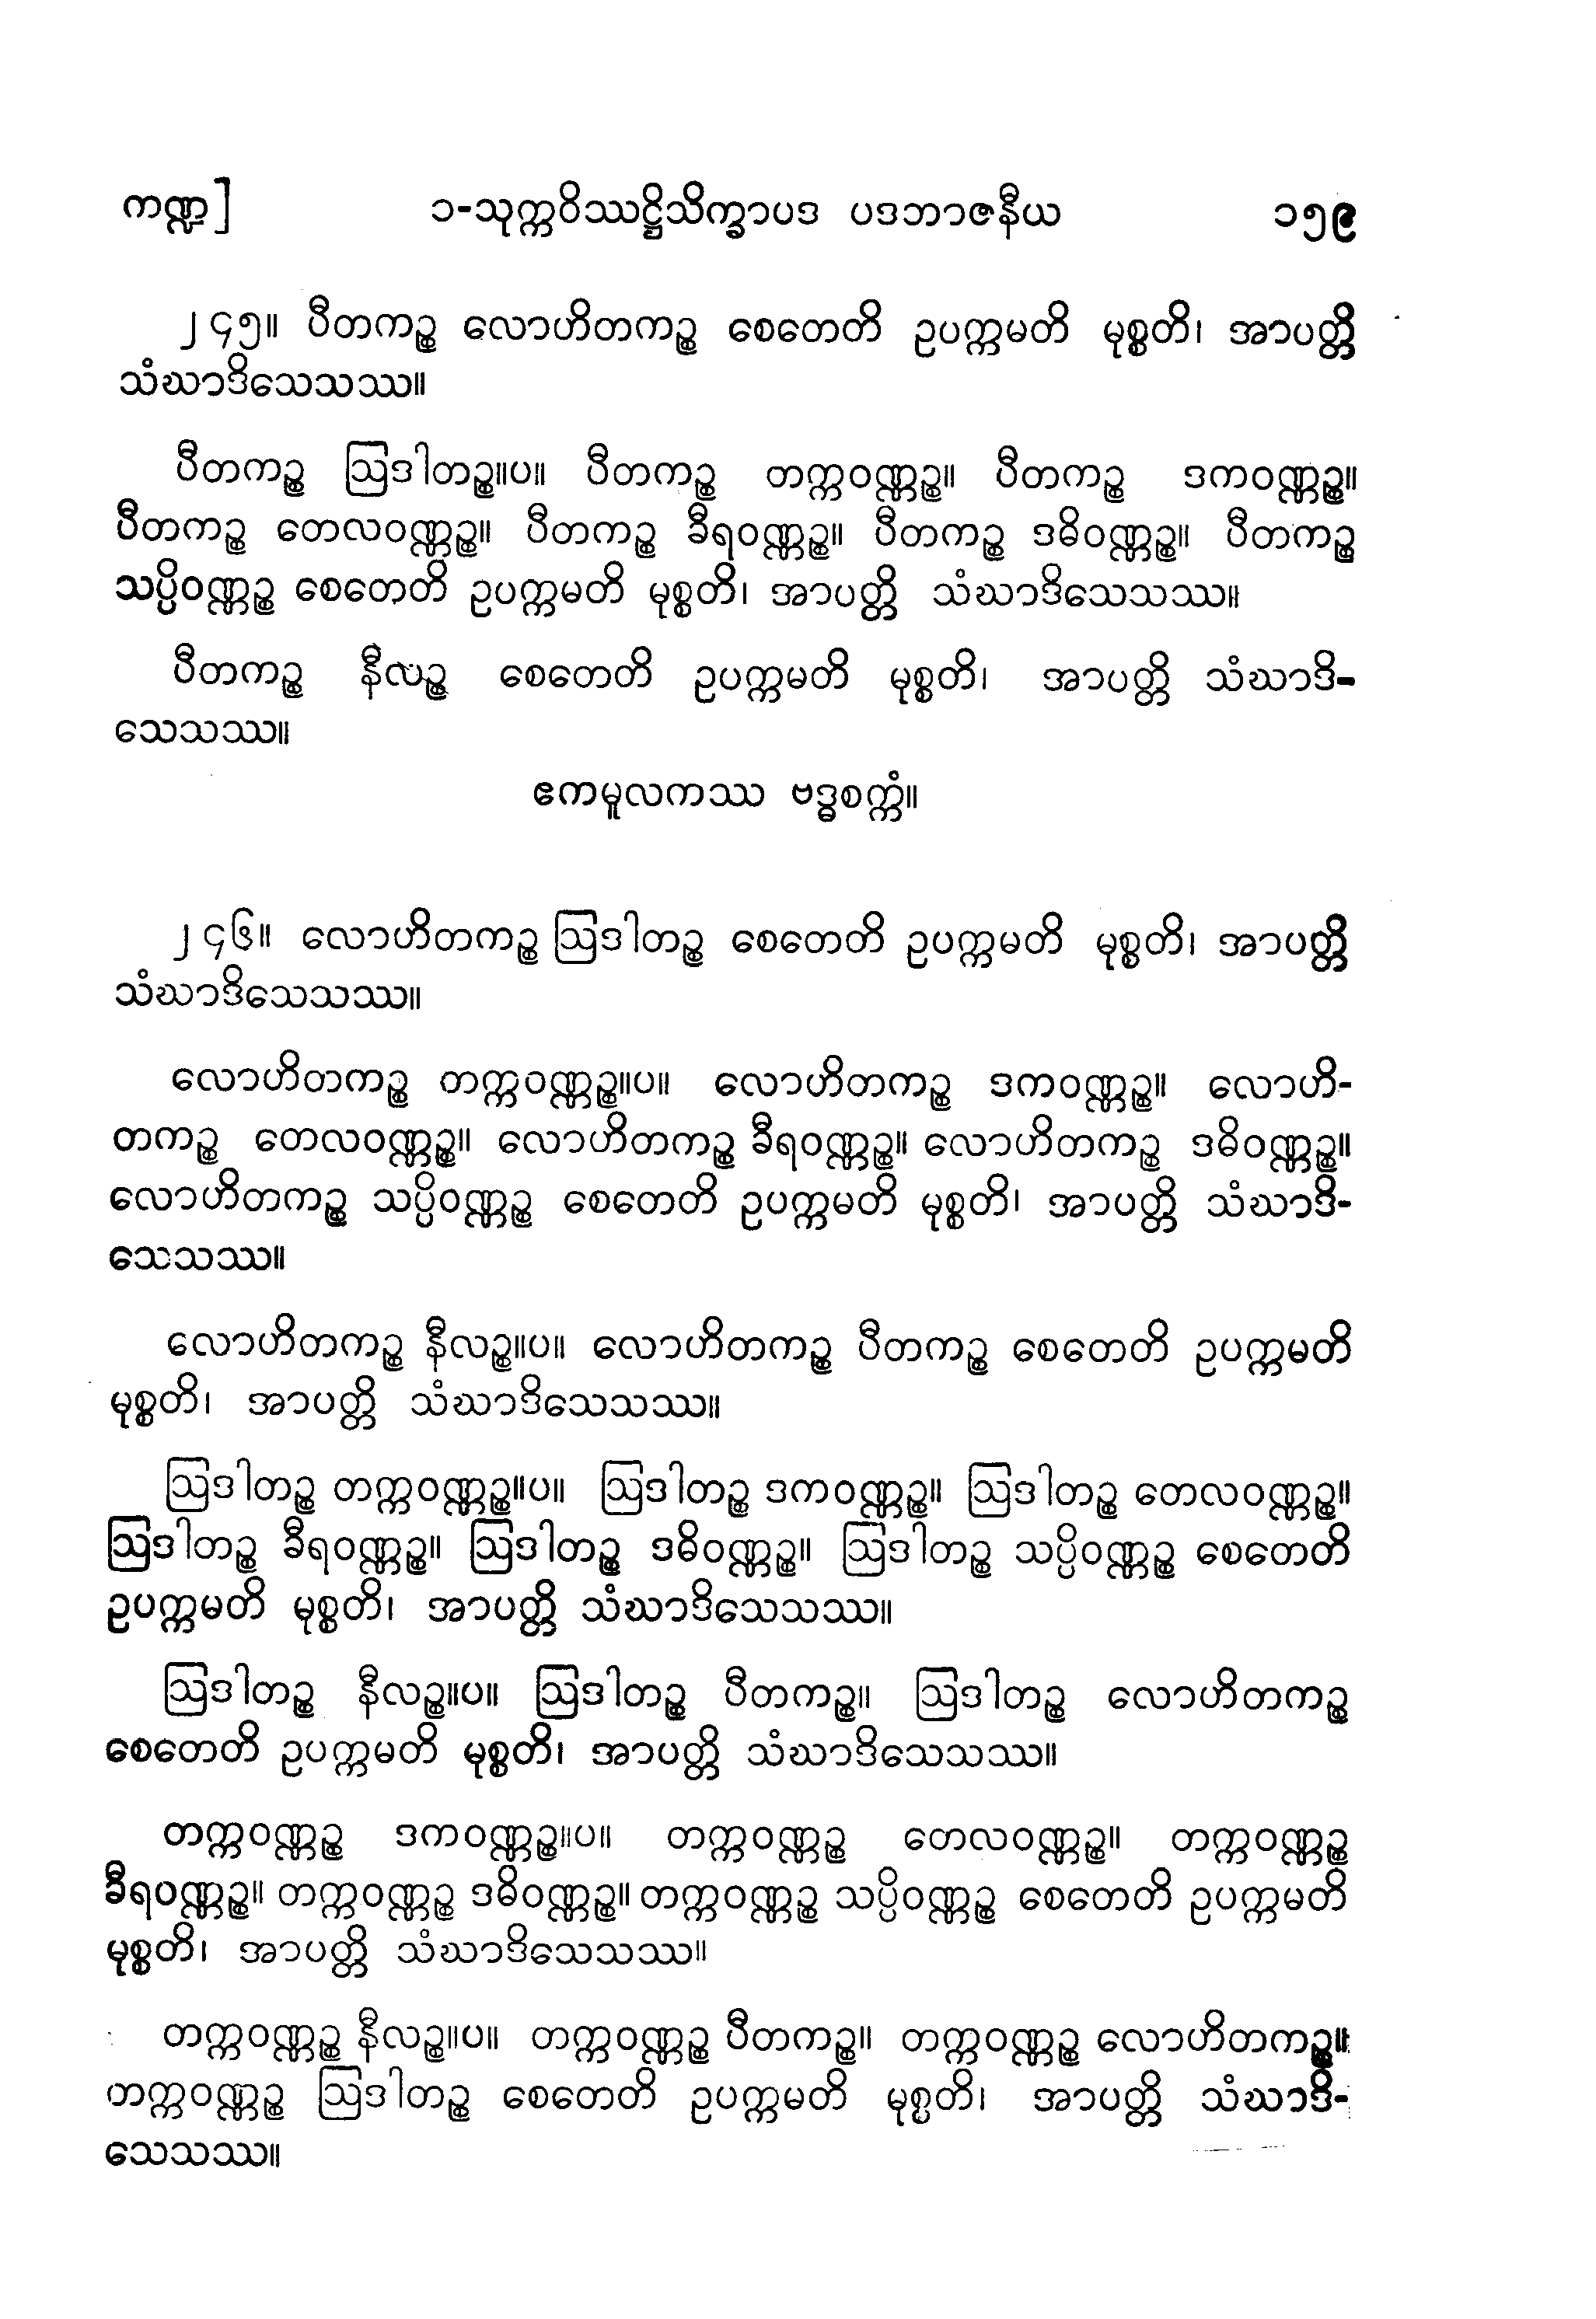 ကဏ္ဍ] ၁-သုက္ကဝိဿဋ္ဌိသိက္ခာပဒ ပဒဘာဇနီယ ၁၅၉
၂၄၅။ ပီတကဉ္စ လောဟိတကဉ္စ စေတေတိ ဥပက္ကမတိ မုစ္စတိ၊ အာပတ္တိ
သံဃာဒိသေသဿ။
ပီတကဉ္စ ဩဒါတဉ္စ။ပ။ ပီတကဉ္စ တက္ကဝဏ္ဏဉ္စ။ ပီတကဉ္စ ဒကဝဏ္ဏဉ္စ။
ပီတကဉ္စ တေလဝဏ္ဏဉ္စ။ ပီတကဉ္စ ခီရဝဏ္ဏဉ္စ။ ပီတကဉ္စ ဒဓိဝဏ္ဏဉ္စ။ ပီတကဉ္စ
သပ္ပိဝဏ္ဏဉ္စ စေတေတိ ဥပက္ကမတိ မုစ္စတိ၊ အာပတ္တိ သံဃာဒိသေသဿ။
ပီတကဉ္စ နီလဉ္စ စေတေတိ ဥပက္ကမတိ မုစ္စတိ၊ အာပတ္တိ သံဃာဒိ-
သေသဿ။
ဧကမူလကဿ ဗဒ္ဓစက္ကံ။
၂၄၆။ လောဟိတကဉ္စ ဩဒါတဉ္စ စေတေတိ ဥပက္ကမတိ မုစ္စတိ၊ အာပတ္တိ
သံဃာဒိသေသဿ။
လောဟိတကဉ္စ တက္ကဝဏ္ဏဉ္စ။ပ။ လောဟိတကဉ္စ ဒကဝဏ္ဏဉ္စ။ လောဟိ-
တကဉ္စ တေလဝဏ္ဏဉ္စ။ လောဟိတကဉ္စ ခီရဝဏ္ဏဉ္စ။ လောဟိတကဉ္စ ဒဓိဝဏ္ဏဉ္စ။
လောဟိတကဉ္စ သပ္ပိဝဏ္ဏဉ္စ စေတေတိ ဥပက္ကမတိ မုစ္စတိ၊ အာပတ္တိ သံဃာဒိ-
သေသဿ။
လောဟိတကဉ္စ နီလဉ္စ။ပ။ လောဟိတကဉ္စ ပီတကဉ္စ စေတေတိ ဥပက္ကမတိ
မုစ္စတိ၊ အာပတ္တိ သံဃာဒိသေသဿ။
ဩဒါတဉ္စ တက္ကဝဏ္ဏဉ္စ။ပ။ ဩဒါတဉ္စ ဒကဝဏ္ဏဉ္စ။ ဩဒါတဉ္စ တေလဝဏ္ဏဉ္စ။
ဩဒါတဉ္စ ခီရဝဏ္ဏဉ္စ။ ဩဒါတဉ္စ ဒဓိဝဏ္ဏဉ္စ။ ဩဒါတဉ္စ သပ္ပိဝဏ္ဏဉ္စ စေတေတိ
ဥပက္ကမတိ မုစ္စတိ၊ အာပတ္တိ သံဃာဒိသေသဿ။
ဩဒါတဉ္စ နီလဉ္စ။ပ။ ဩဒါတဉ္စ ပီတကဉ္စ။ ဩဒါတဉ္စ လောဟိတကဉ္စ
စေတေတိ ဥပက္ကမတိ မုစ္စတိ၊ အာပတ္တိ သံဃာဒိသေသဿ။
တက္ကဝဏ္ဏဉ္စ ဒကဝဏ္ဏဉ္စ။ပ။ တက္ကဝဏ္ဏဉ္စ တေလဝဏ္ဏဉ္စ။ တက္ကဝဏ္ဏဉ္စ
ခီရဝဏ္ဏဉ္စ။ တက္ကဝဏ္ဏဉ္စ ဒဓိဝဏ္ဏဉ္စ။ တက္ကဝဏ္ဏဉ္စ သပ္ပိဝဏ္ဏဉ္စ စေတေတိ ဥပက္ကမတိ
မုစ္စတိ၊ အာပတ္တိ သံဃာဒိသေသဿ။
တက္ကဝဏ္ဏဉ္စ နီလဉ္စ။ပ။ တက္ကဝဏ္ဏဉ္စ ပီတကဉ္စ။ တက္ကဝဏ္ဏဉ္စ လောဟိတကဉ္စ။
တက္ကဝဏ္ဏဉ္စ ဩဒါတဉ္စ စေတေတိ ဥပက္ကမတိ မုစ္စတိ၊ အာပတ္တိ သံဃာဒိ-
သေသဿ။